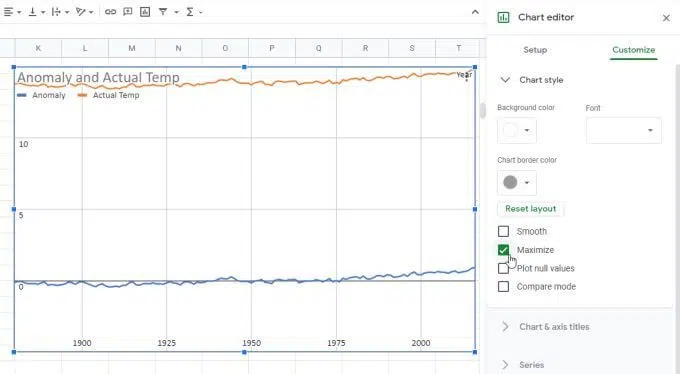 Chart editor
Setup
Customize
K L M N O P Q R S T
Anomaly and Actual Temp
Year
Anomaly Actual Temp
10
5
0
1900 1925 1950 1975 2000
Chart style
Background color Font
Chart border color
Reset layout
Smooth
Maximize
Plot null values
Compare mode
Chart & axis titles
Series